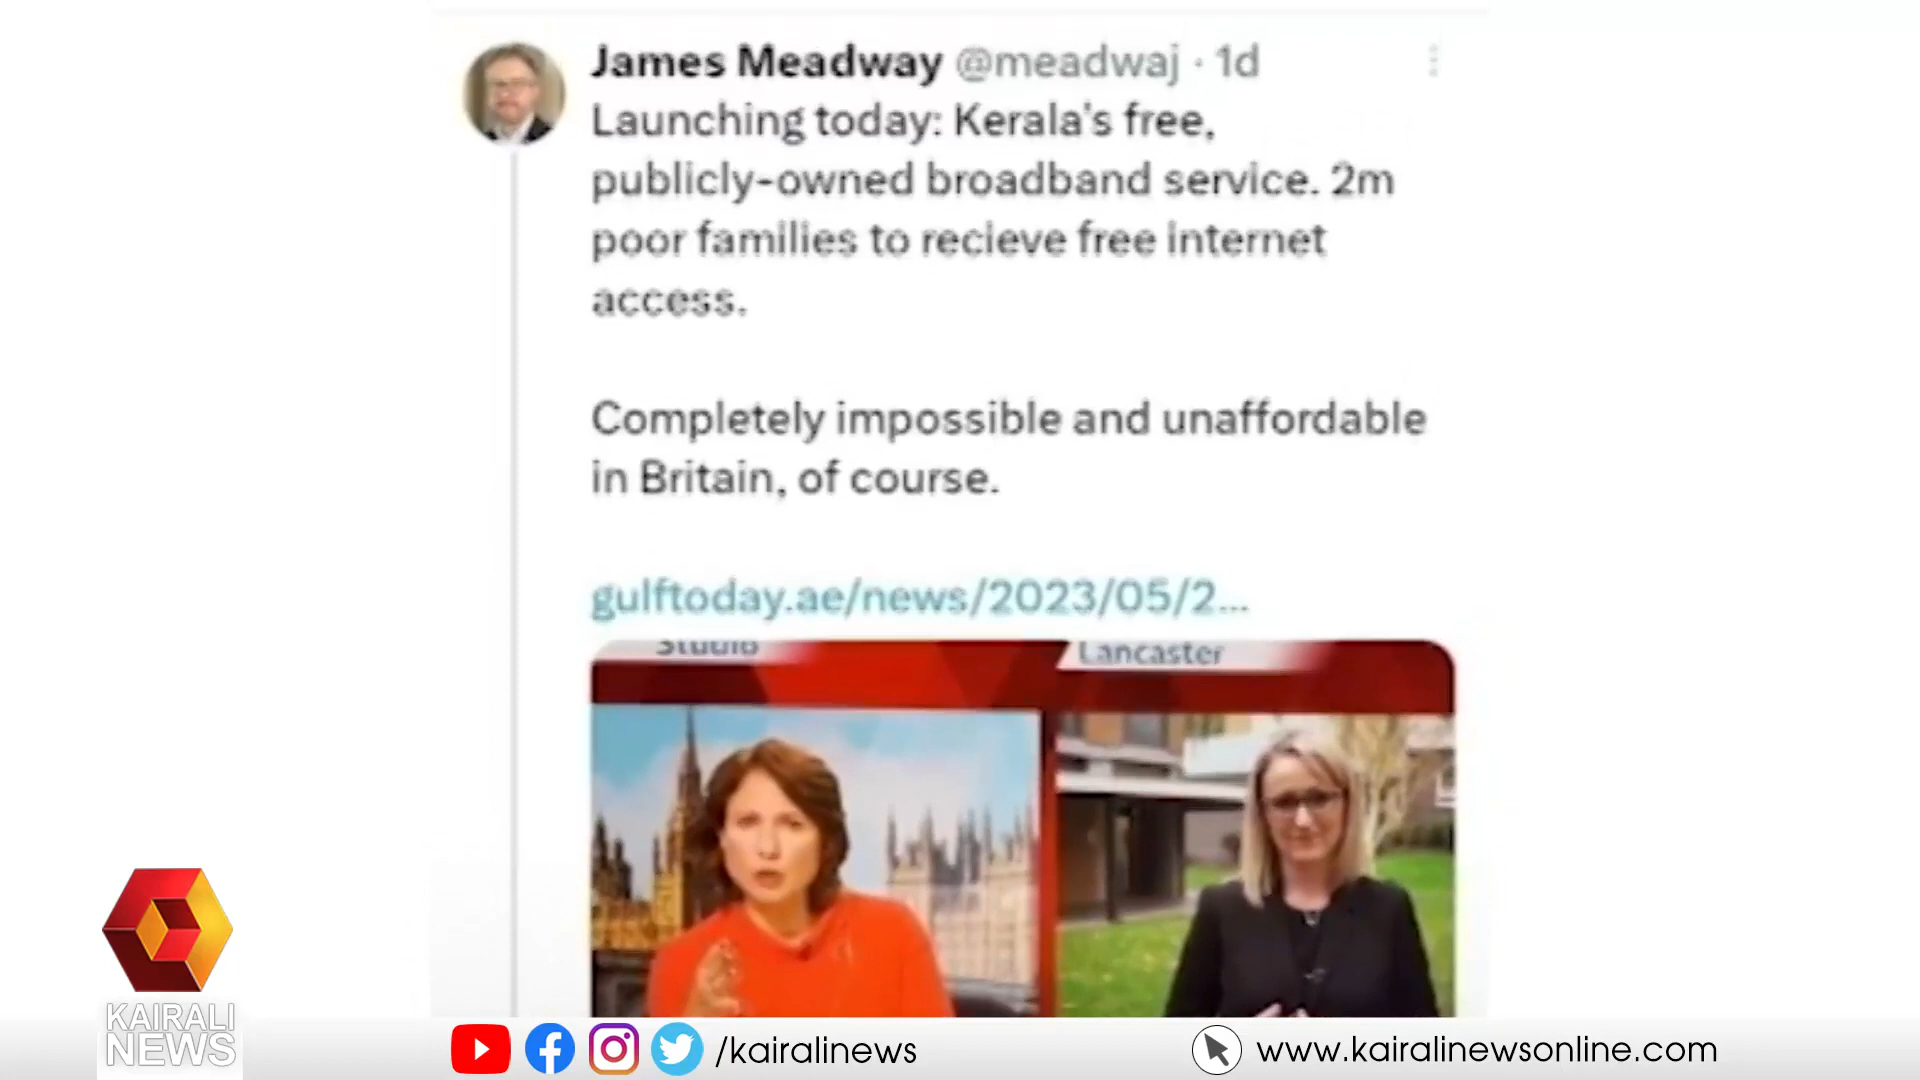 James Meadway @meadwaj · 1d
Launching today: Kerala's free,
publicly-owned broadband service. 2m
poor families to recieve free internet
access.
Completely impossible and unaffordable
in Britain, of course.
gulftoday.ae/news/2023/05/2...
Studio
Lancaster
KAIRALI
NEWS
/kairalinews
www.kairalinewsonline.com